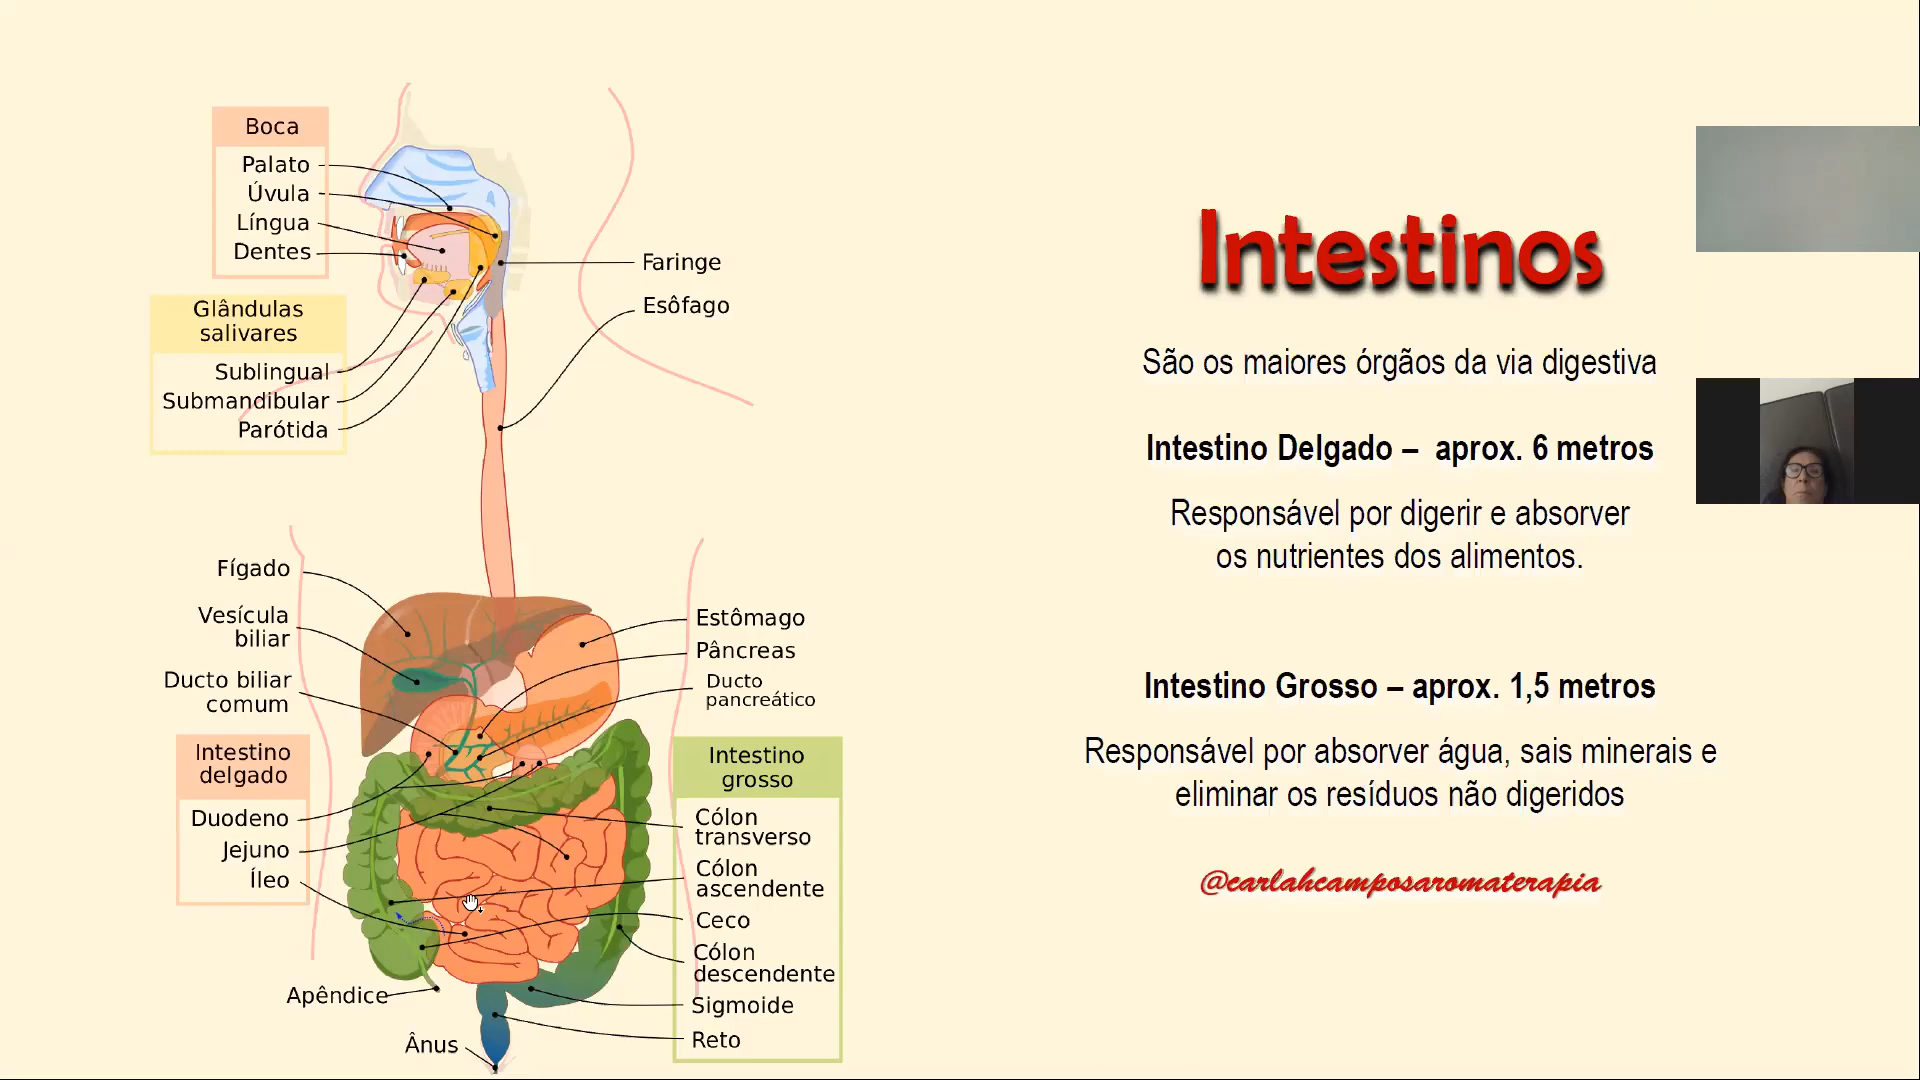 Boca
Palato
Úvula
Língua
Dentes
Glândulas
salivares
Sublingual
Submandibular
Parótida
Faringe
Esôfago
Fígado
Vesícula
biliar
Ducto biliar
comum
Intestino
delgado
Duodeno
Jejuno
Íleo
Apêndice
Ânus
Estômago
Pâncreas
Ducto
pancreático
Intestino
grosso
Cólon
transverso
Cólon
ascendente
Ceco
Cólon
descendente
Sigmoide
Reto
Intestinos
São os maiores órgãos da via digestiva
Intestino Delgado – aprox. 6 metros
Responsável por digerir e absorver
os nutrientes dos alimentos.
Intestino Grosso – aprox. 1,5 metros
Responsável por absorver água, sais minerais e
eliminar os resíduos não digeridos
@carlahcamposaromaterapia